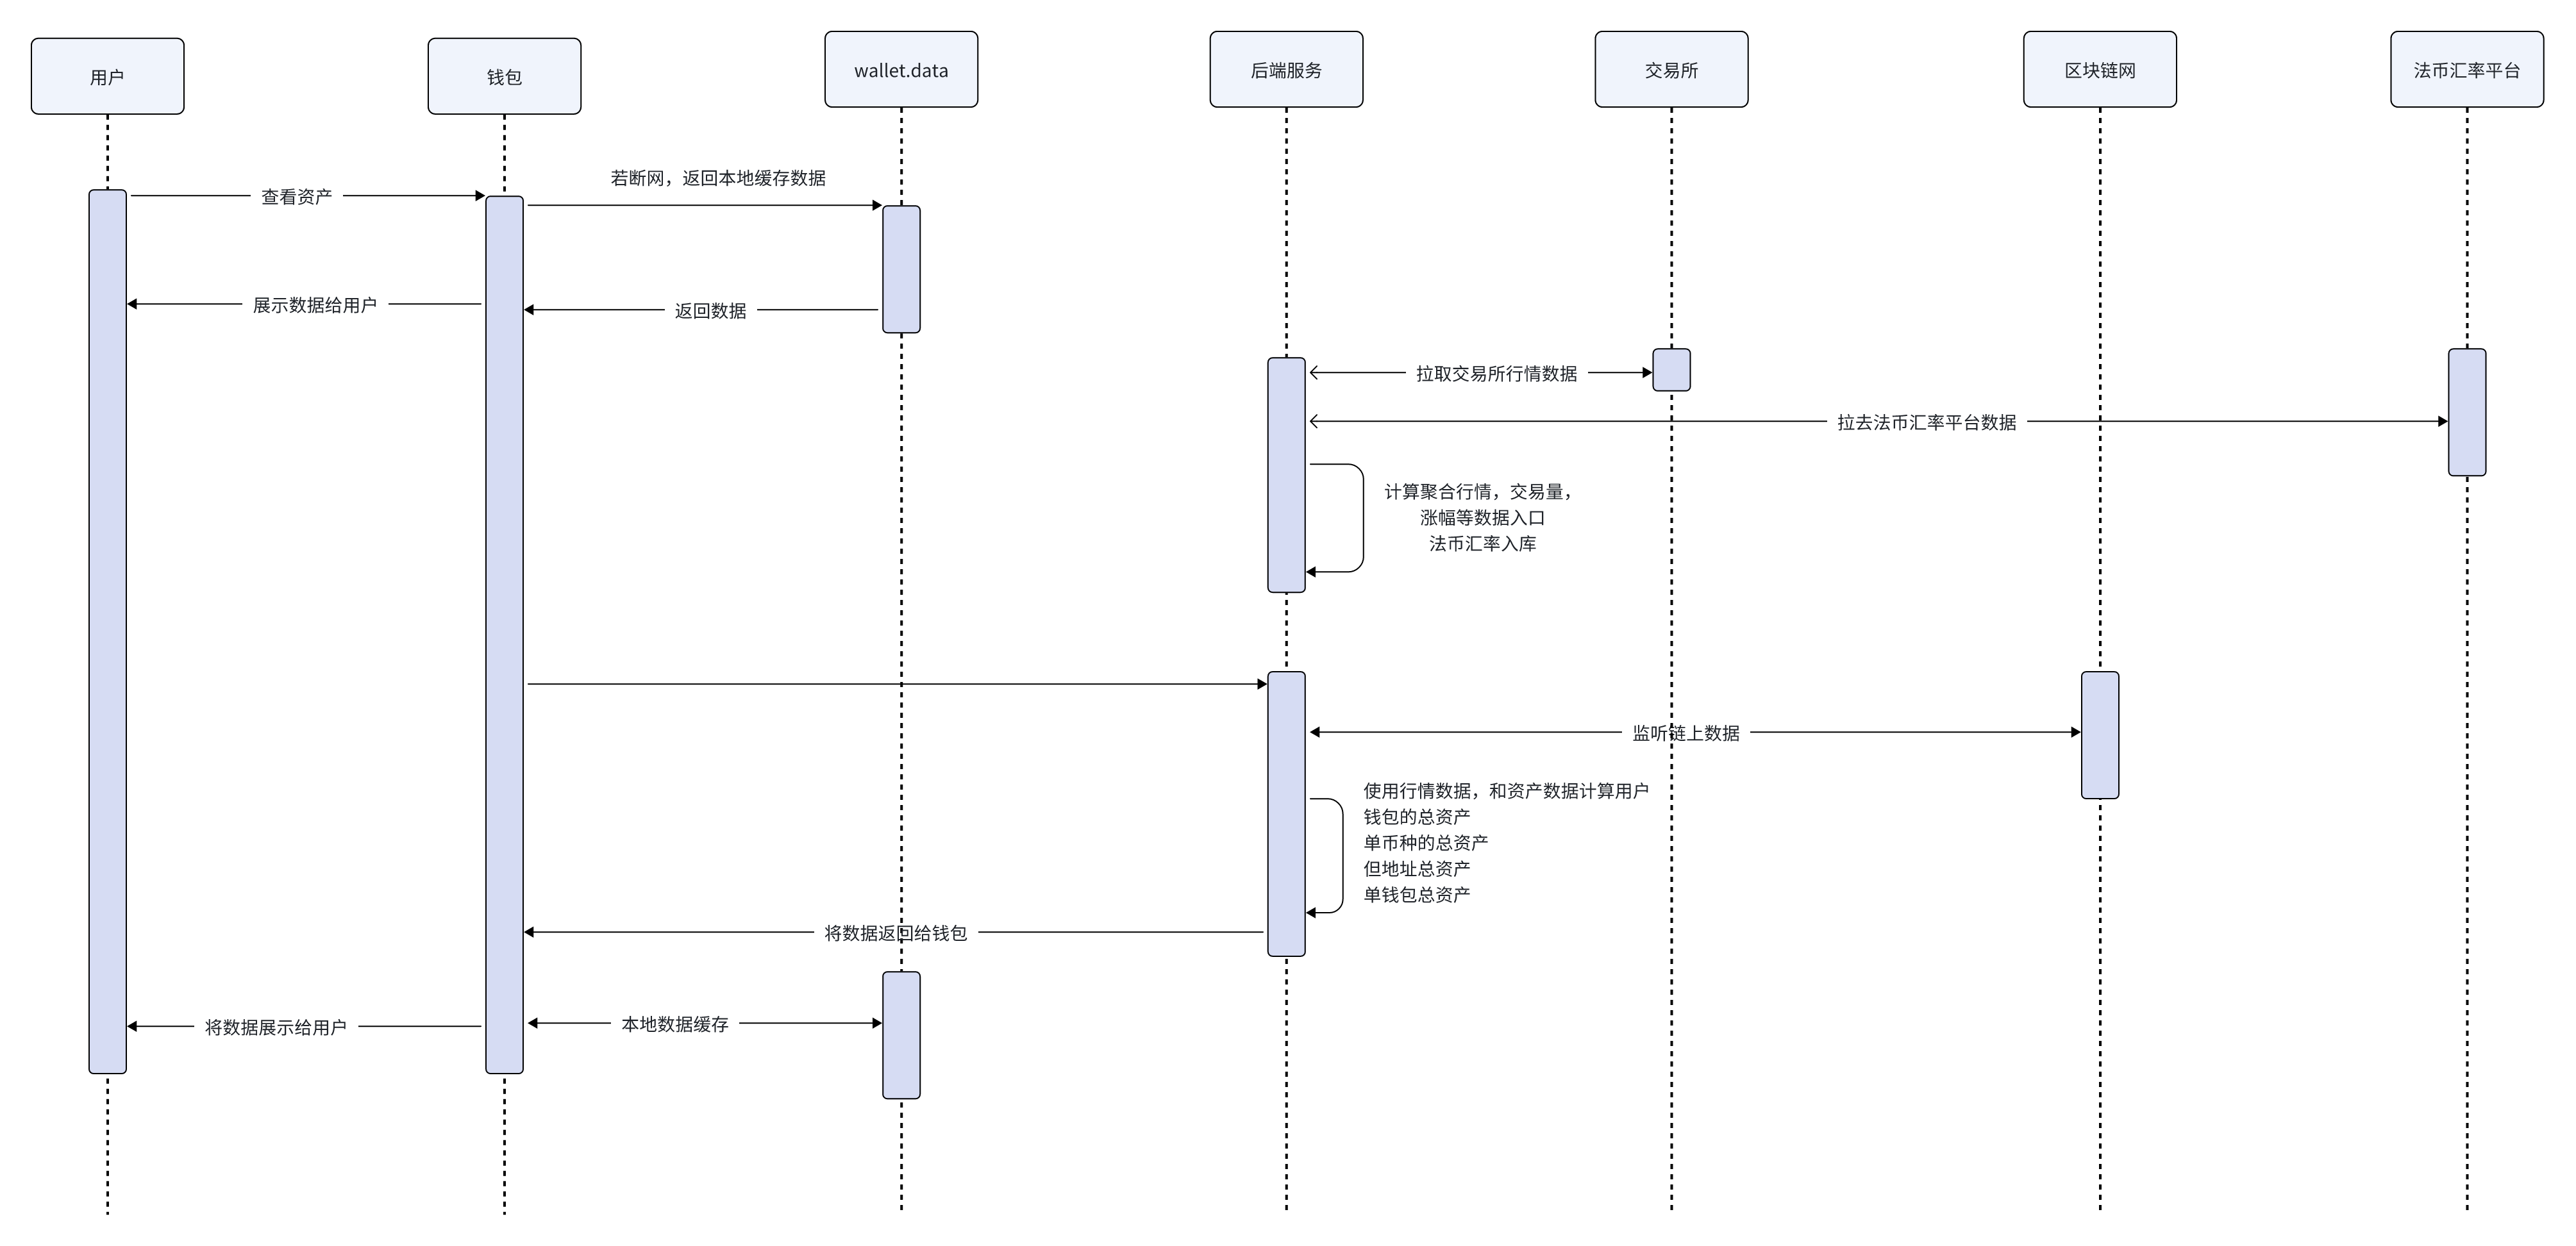 用户
钱包
wallet.data
后端服务
交易所
区块链网
法币汇率平台
若断网，返回本地缓存数据
查看资产
展示数据给用户
返回数据
拉取交易所行情数据
拉去法币汇率平台数据
计算聚合行情，交易量，
涨幅等数据入口
法币汇率入库
监听链上数据
使用行情数据，和资产数据计算用户
钱包的总资产
单币种的总资产
但地址总资产
单钱包总资产
将数据返回给钱包
将数据展示给用户
本地数据缓存